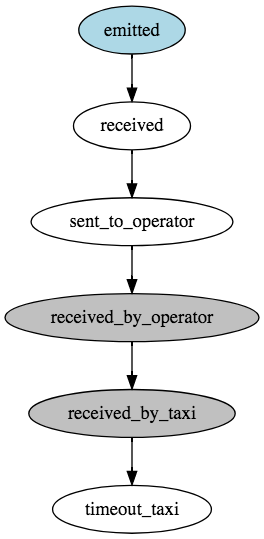 emitted
received
sent_to_operator
received_by_operator
received_by_taxi
timeout_taxi